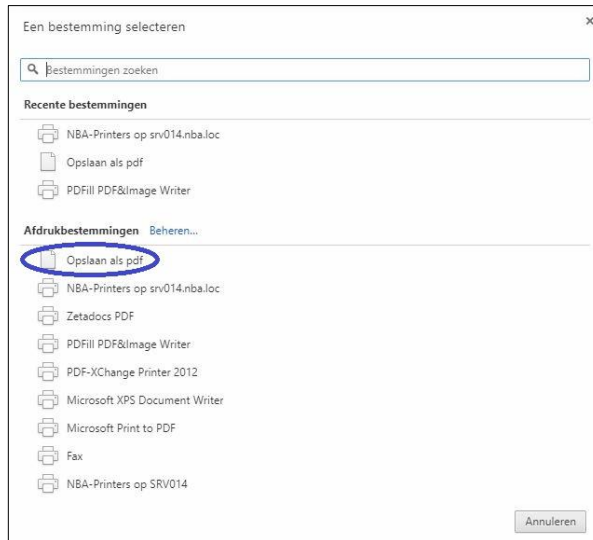 Een bestemming selecteren
×
Bestemmingen zoeken
Recente bestemmingen
NBA-Printers op srv014.nba.loc
Opslaan als pdf
PDFill PDF&Image Writer
Afdrukbestemmingen Beheren...
Opslaan als pdf
NBA-Printers op srv014.nba.loc
Zetadocs PDF
PDFill PDF&Image Writer
PDF-XChange Printer 2012
Microsoft XPS Document Writer
Microsoft Print to PDF
Fax
NBA-Printers op SRV014
Annuleren